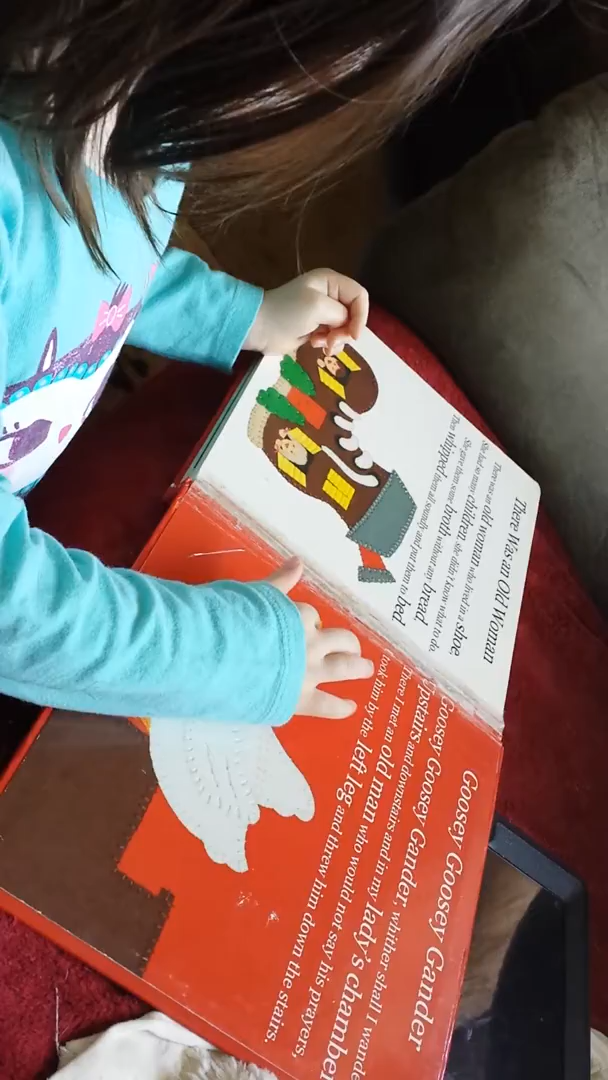 There Was an Old Woman
There was an old woman who lived in a shoe.
She had so many children, she didn't know what to do.
She gave them some broth without any bread.
Then whipped them all soundly and put them to bed
Goosey Goosey Gander
Goosey Goosey Gander, whither shall I wande
pstairs and downstairs and in my lady's chamber
There I met an old man who would not say his prayers,
took him by the left leg and threw him down the stairs.